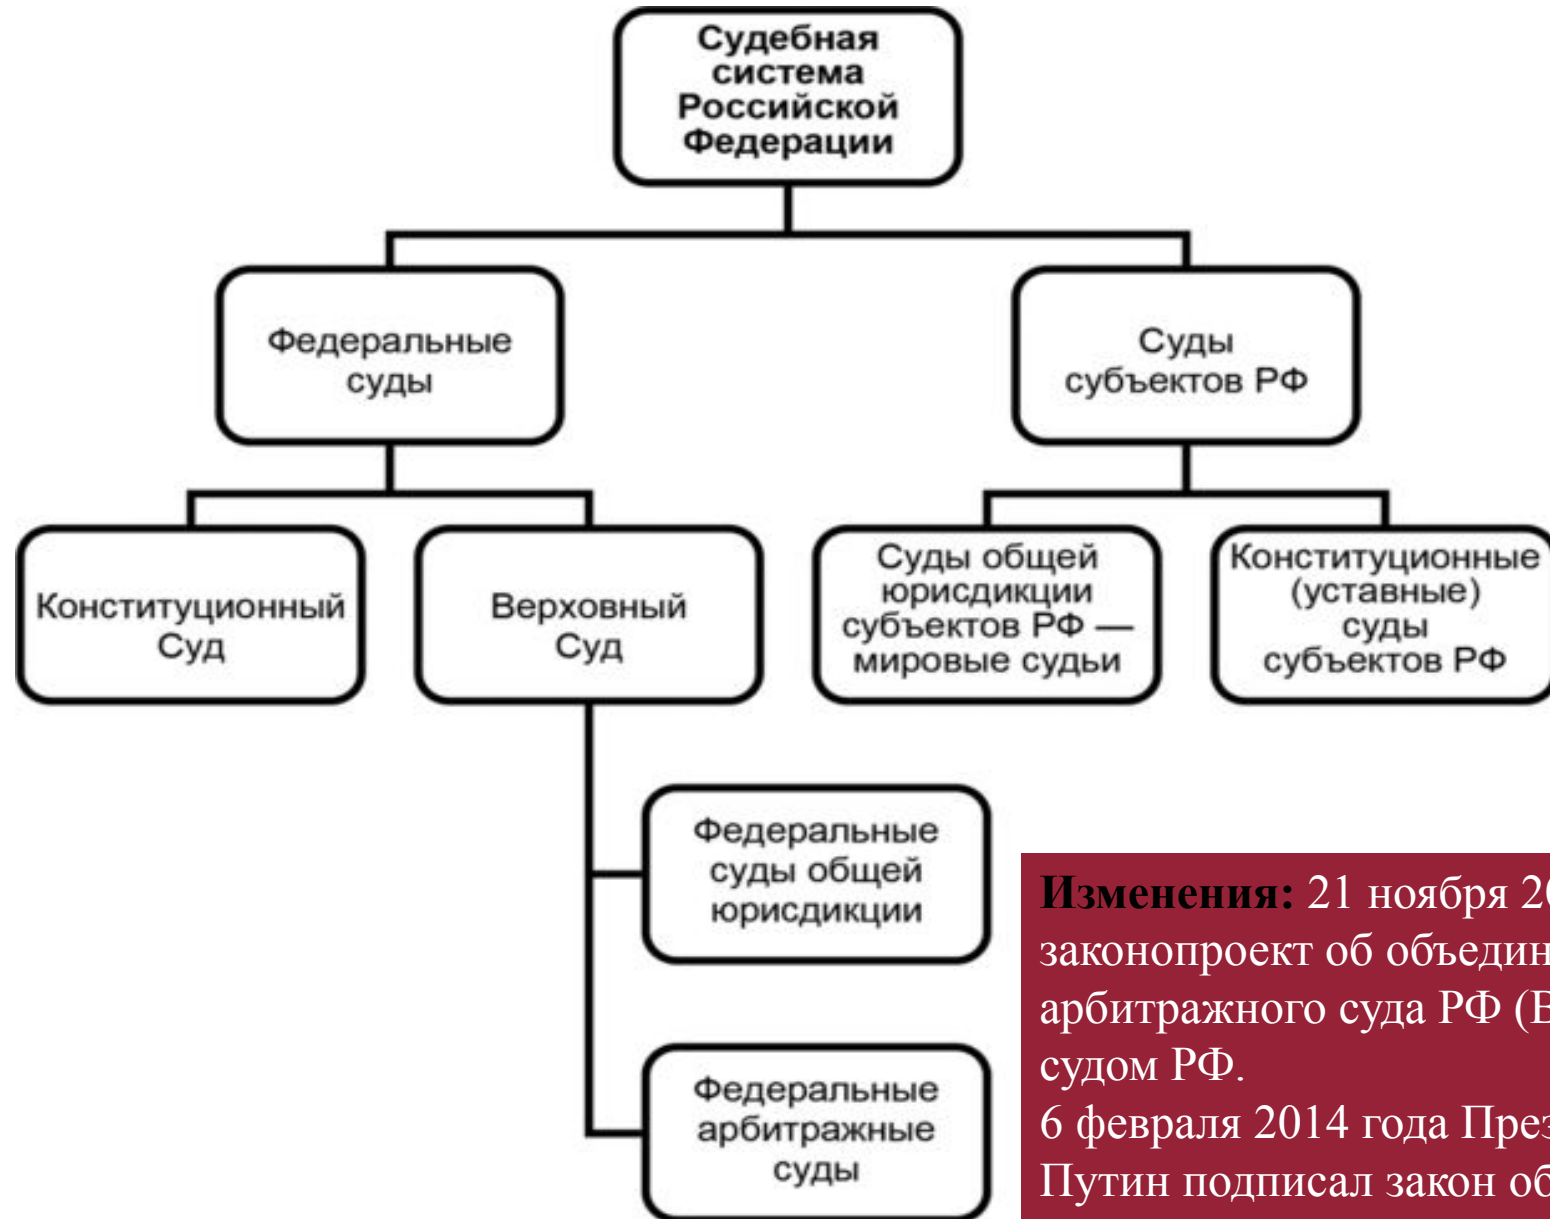 Судебная
система
Российской
Федерации
Федеральные
суды
Суды
субъектов РФ
Конституционный
Суд
Верховный
Суд
Суды общей
юрисдикции
субъектов РФ —
мировые судьи
Конституционные
(уставные)
суды
субъектов РФ
Федеральные
суды общей
юрисдикции
Федеральные
арбитражные
суды
Изменения: 21 ноября
законопроект об
арбитражного суда РФ
судом РФ.
6 февраля 2014 года
Путин подписал закон об